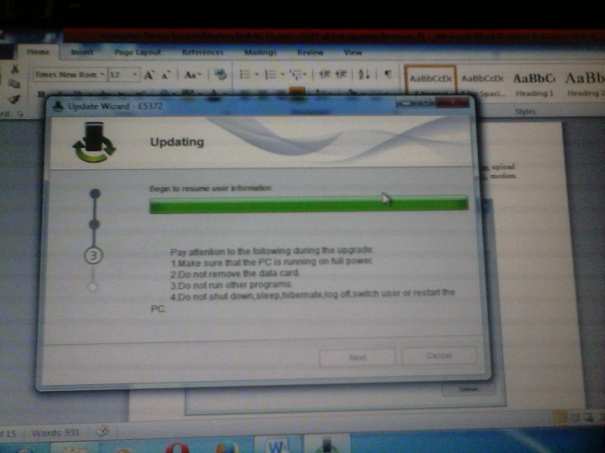 Home Insert Page Layout References Mailings Review View
Times New Rom 12 A A Aa
AaBbCcDc AaBbCcDc AaBbC AaBb
Heading 1 Heading 2
Styles
Update Wizard - E5372
Updating
upload
modem
Begin to resume user information.
3
Pay attention to the following during the upgrade:
1.Make sure that the PC is running on full power.
2.Do not remove the data card.
3.Do not run other programs.
4.Do not shut down,sleep,hibernate,log off,switch user or restart the
PC.
Next Cancel
of 15 Words: 931